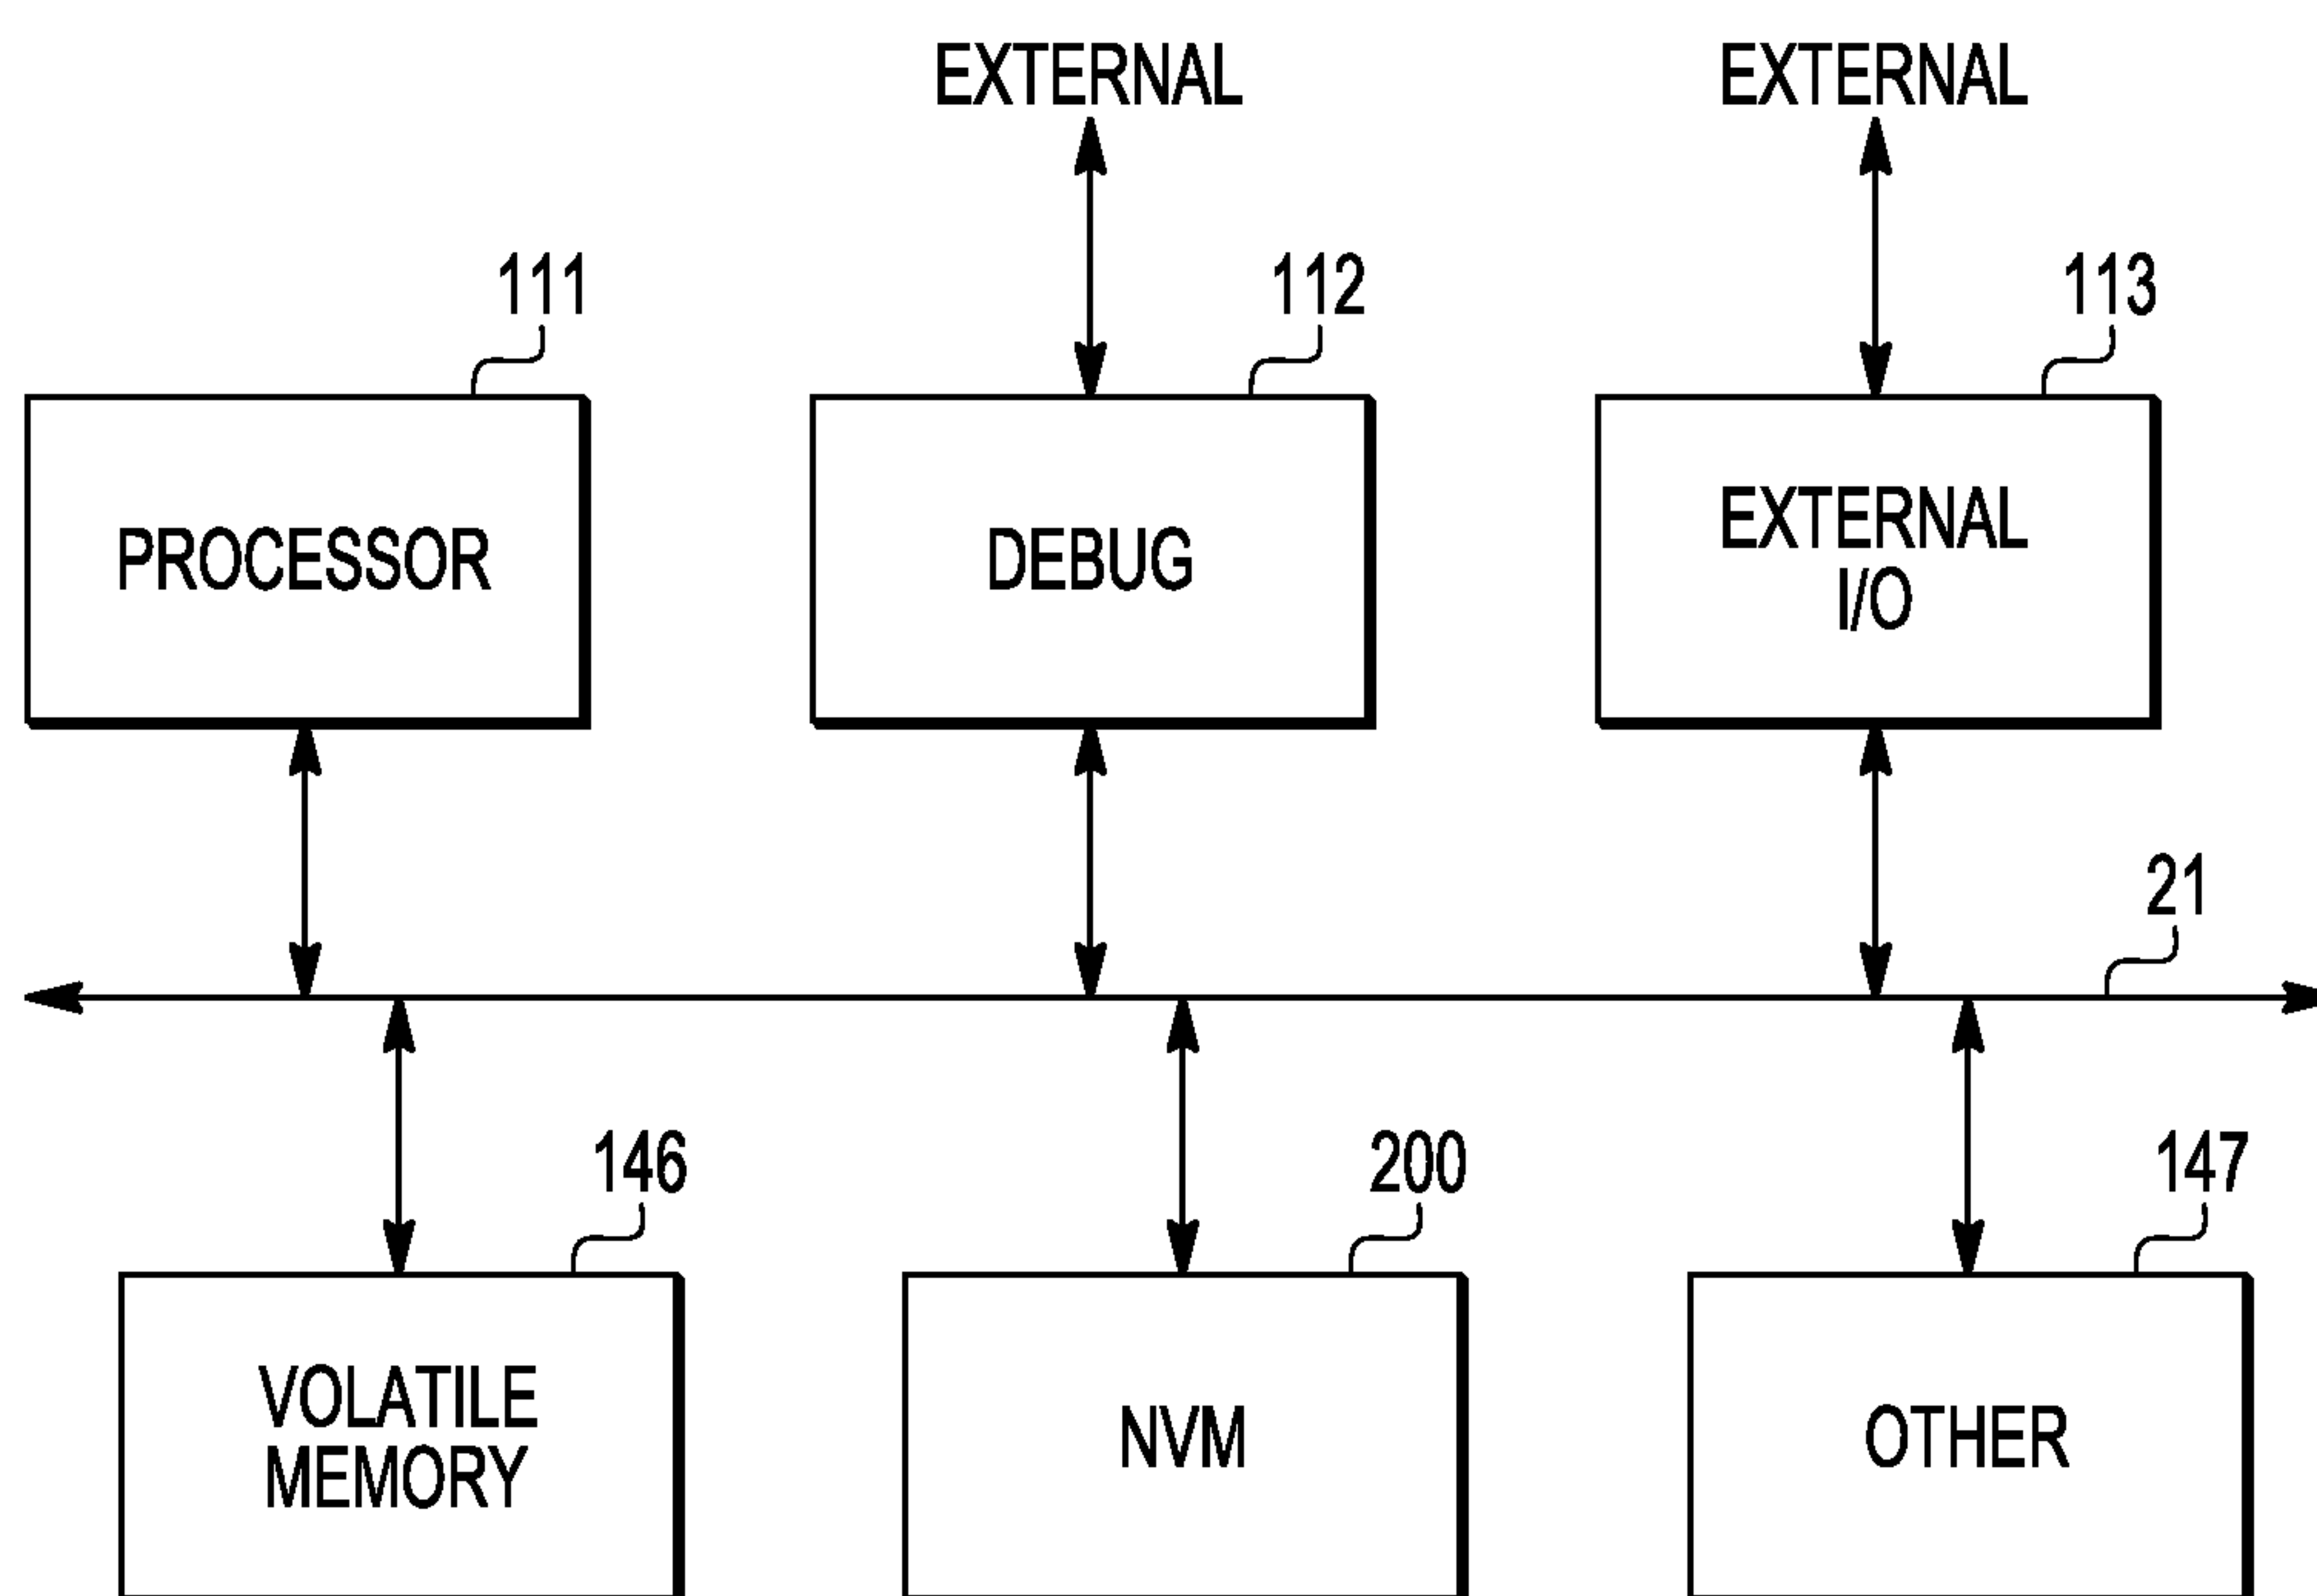 EXTERNAL EXTERNAL
111 112 113
PROCESSOR
DEBUG
EXTERNAL
I/O
21
146 200 147
VOLATILE
MEMORY
NVM
OTHER